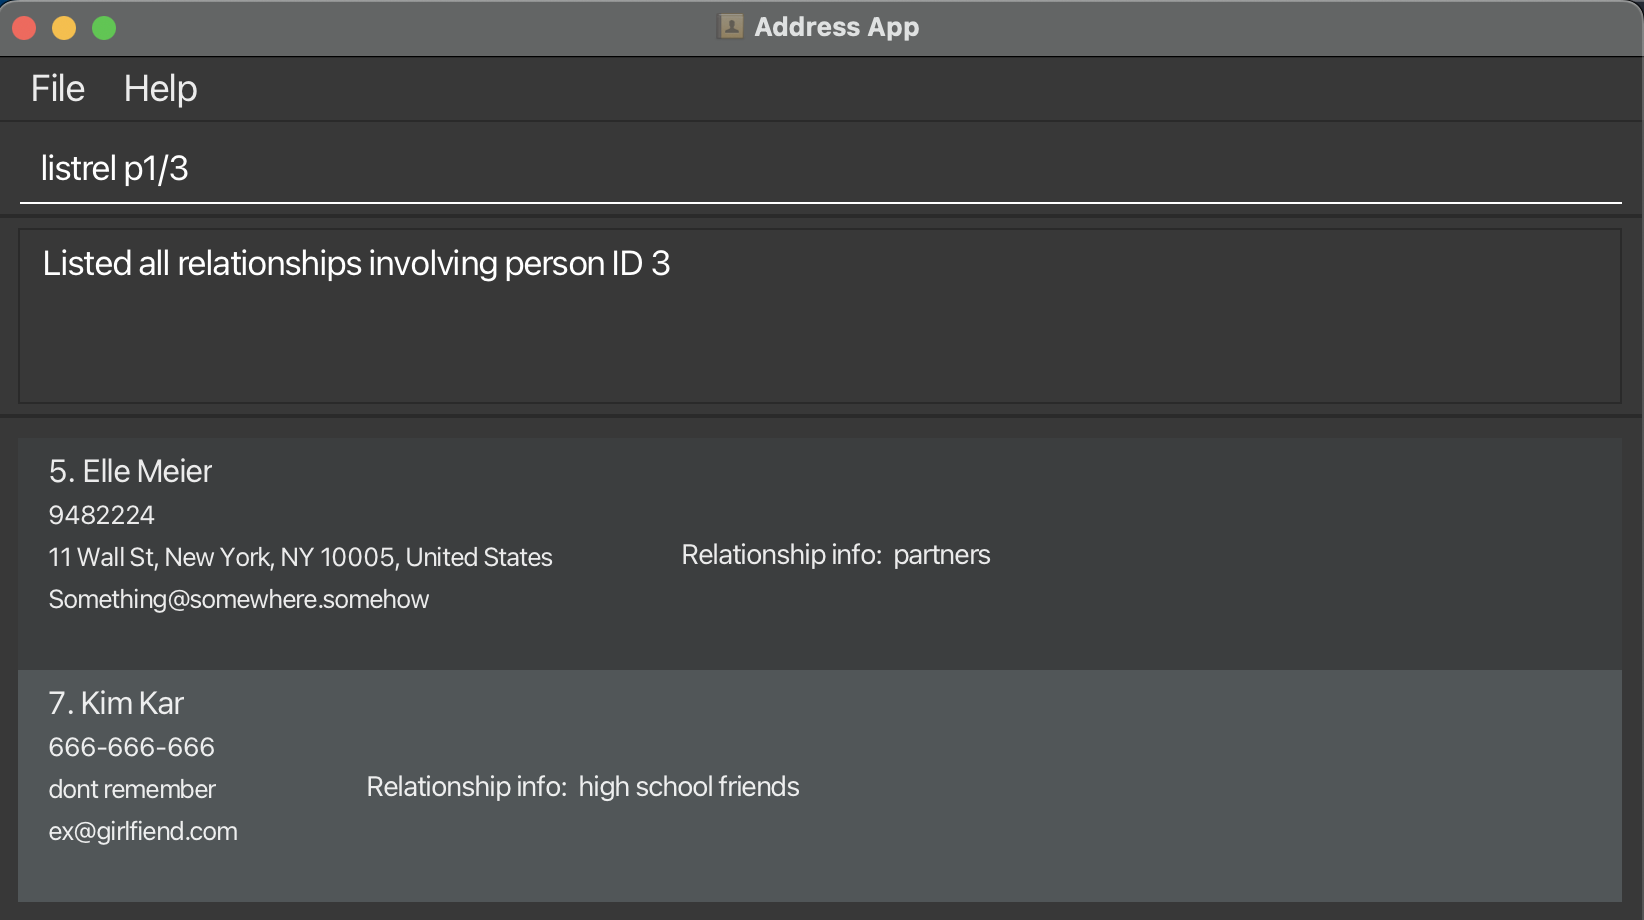 Address App
File Help
listrel p1/3
Listed all relationships involving person ID 3
5. Elle Meier
9482224
11 Wall St, New York, NY 10005, United States
Something@somewhere.somehow
Relationship info: partners
7. Kim Kar
666-666-666
dont remember
ex@girlfiend.com
Relationship info: high school friends